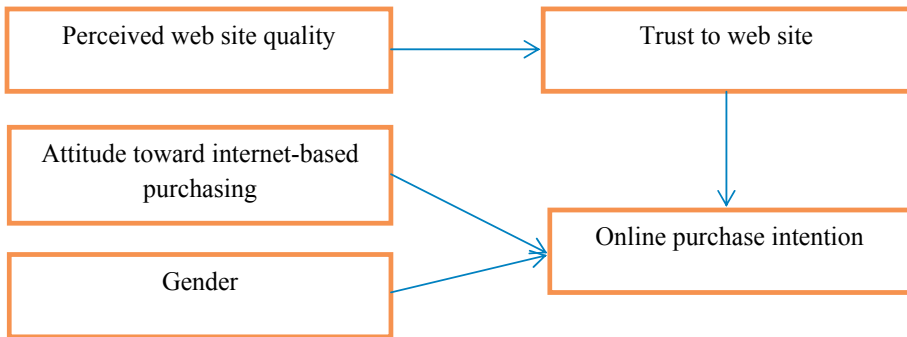 Perceived web site quality
Trust to web site
Attitude toward internet-based
purchasing
Online purchase intention
Gender